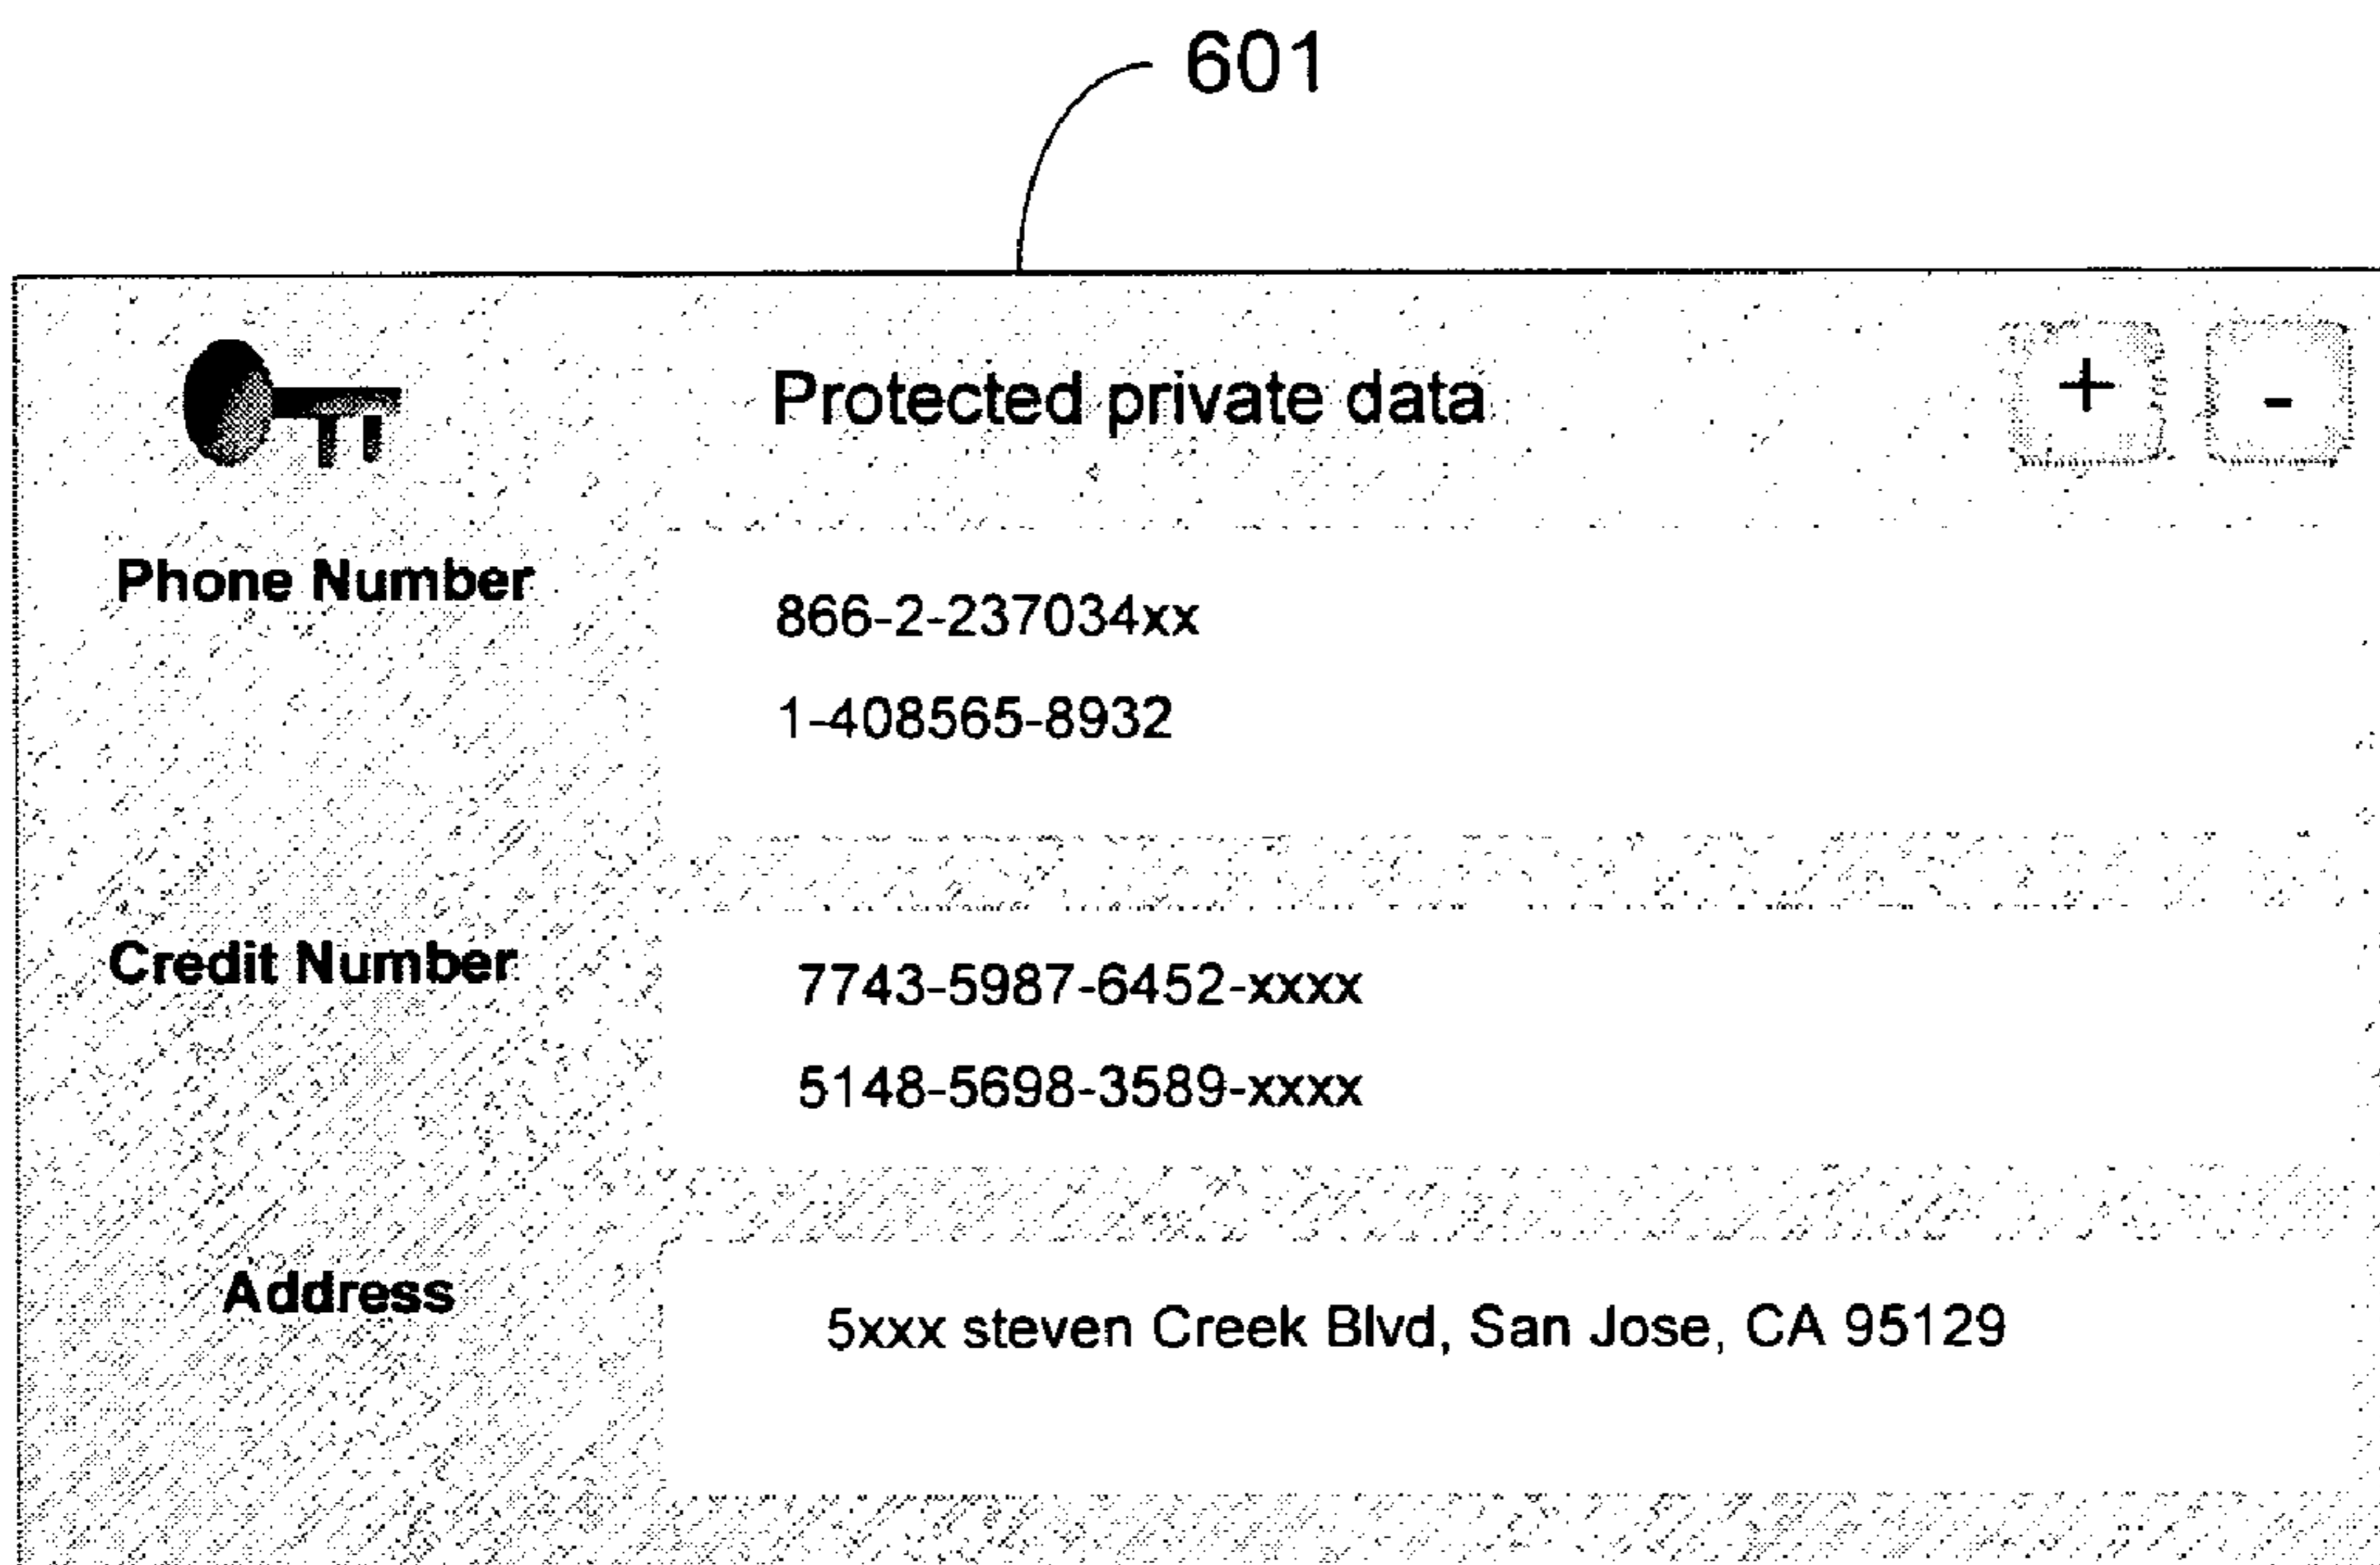 601
Protected private data + -
Phone Number
866-2-237034xx
1-408565-8932
Credit Number
7743-5987-6452-xxxx
5148-5698-3589-xxxx
Address
5xxx steven Creek Blvd, San Jose, CA 95129